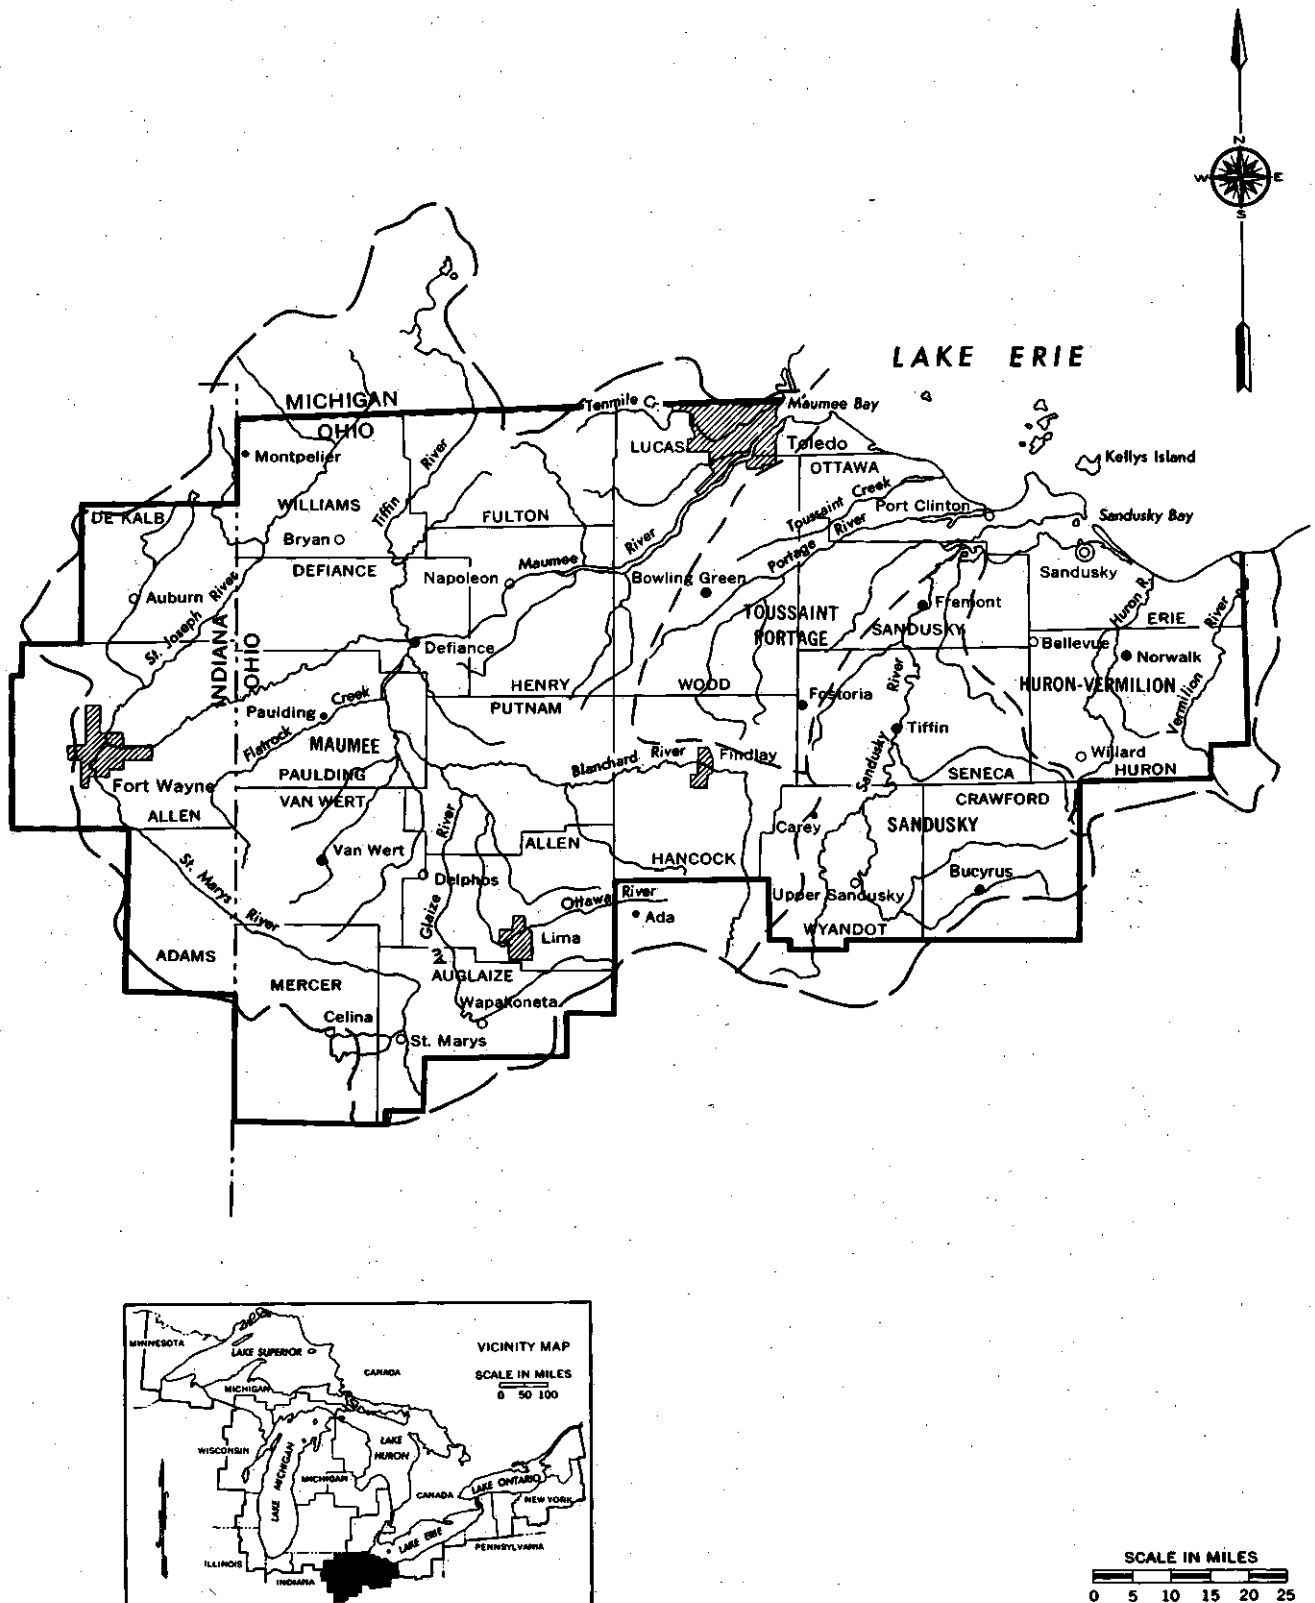 N
W E
S
LAKE ERIE
MICHIGAN
OHIO
Tenmile Cr.
Maumee Bay
LUCAS
Toledo
Montpelier
River
OTTAWA
Kellys Island
DE KALB
WILLIAMS
Tiffin
FULTON
Toussaint Creek
Port Clinton
Sandusky Bay
Bryan
River
River
DEFIANCE
Maumee
Napoleon
Bowling Green
Portage
Sandusky
Auburn
St. Joseph River
Fremont
Huron R.
River
TOUSSAINT
PORTAGE
ERIE
SANDUSKY
INDIANA
OHIO
Defiance
Bellevue
Norwalk
River
HENRY
WOOD
HURON-VERMILION
PUTNAM
Fostoria
Creek
Paulding
Vermilion
Flatrock
MAUMEE
Tiffin
Blanchard River
Findlay
Sandusky
Willard
PAULDING
SENECA
HURON
Fort Wayne
VAN WERT
CRAWFORD
ALLEN
River
Carey
SANDUSKY
ALLEN
Van Wert
HANCOCK
St. Marys
River
Delphos
Bucyrus
Upper Sandusky
Ottawa River
Glaize
Ada
Lima
WYANDOT
ADAMS
AUGLAIZE
MERCER
Wapakoneta
Celina
St. Marys
VICINITY MAP
MINNESOTA
LAKE SUPERIOR
CANADA
SCALE IN MILES
0 50 100
MICHIGAN
WISCONSIN
LAKE
HURON
LAKE MICHIGAN
MICHIGAN
CANADA
LAKE ONTARIO
NEW YORK
LAKE ERIE
PENNSYLVANIA
ILLINOIS
INDIANA
SCALE IN MILES
0 5 10 15 20 25